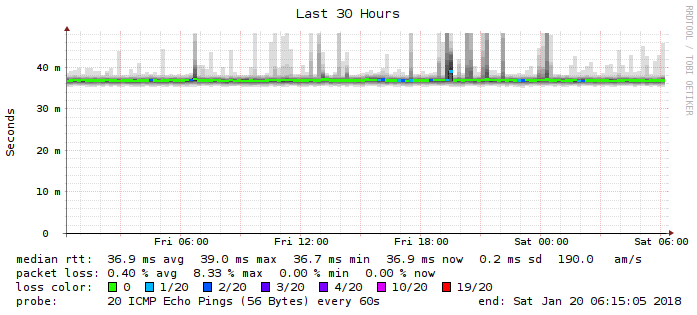 Last 30 Hours
RRDTOOL / TOBI OETIKER
Seconds
40 m
30 m
20 m
10 m
0
Fri 06:00 Fri 12:00 Fri 18:00 Sat 00:00 Sat 06:00
median rtt: 36.9 ms avg 39.0 ms max 36.7 ms min 36.9 ms now 0.2 ms sd 190.0 am/s
packet loss: 0.40 % avg 8.33 % max 0.00 % min 0.00 % now
loss color: 0 1/20 2/20 3/20 4/20 10/20 19/20
probe: 20 ICMP Echo Pings (56 Bytes) every 60s end: Sat Jan 20 06:15:05 2018